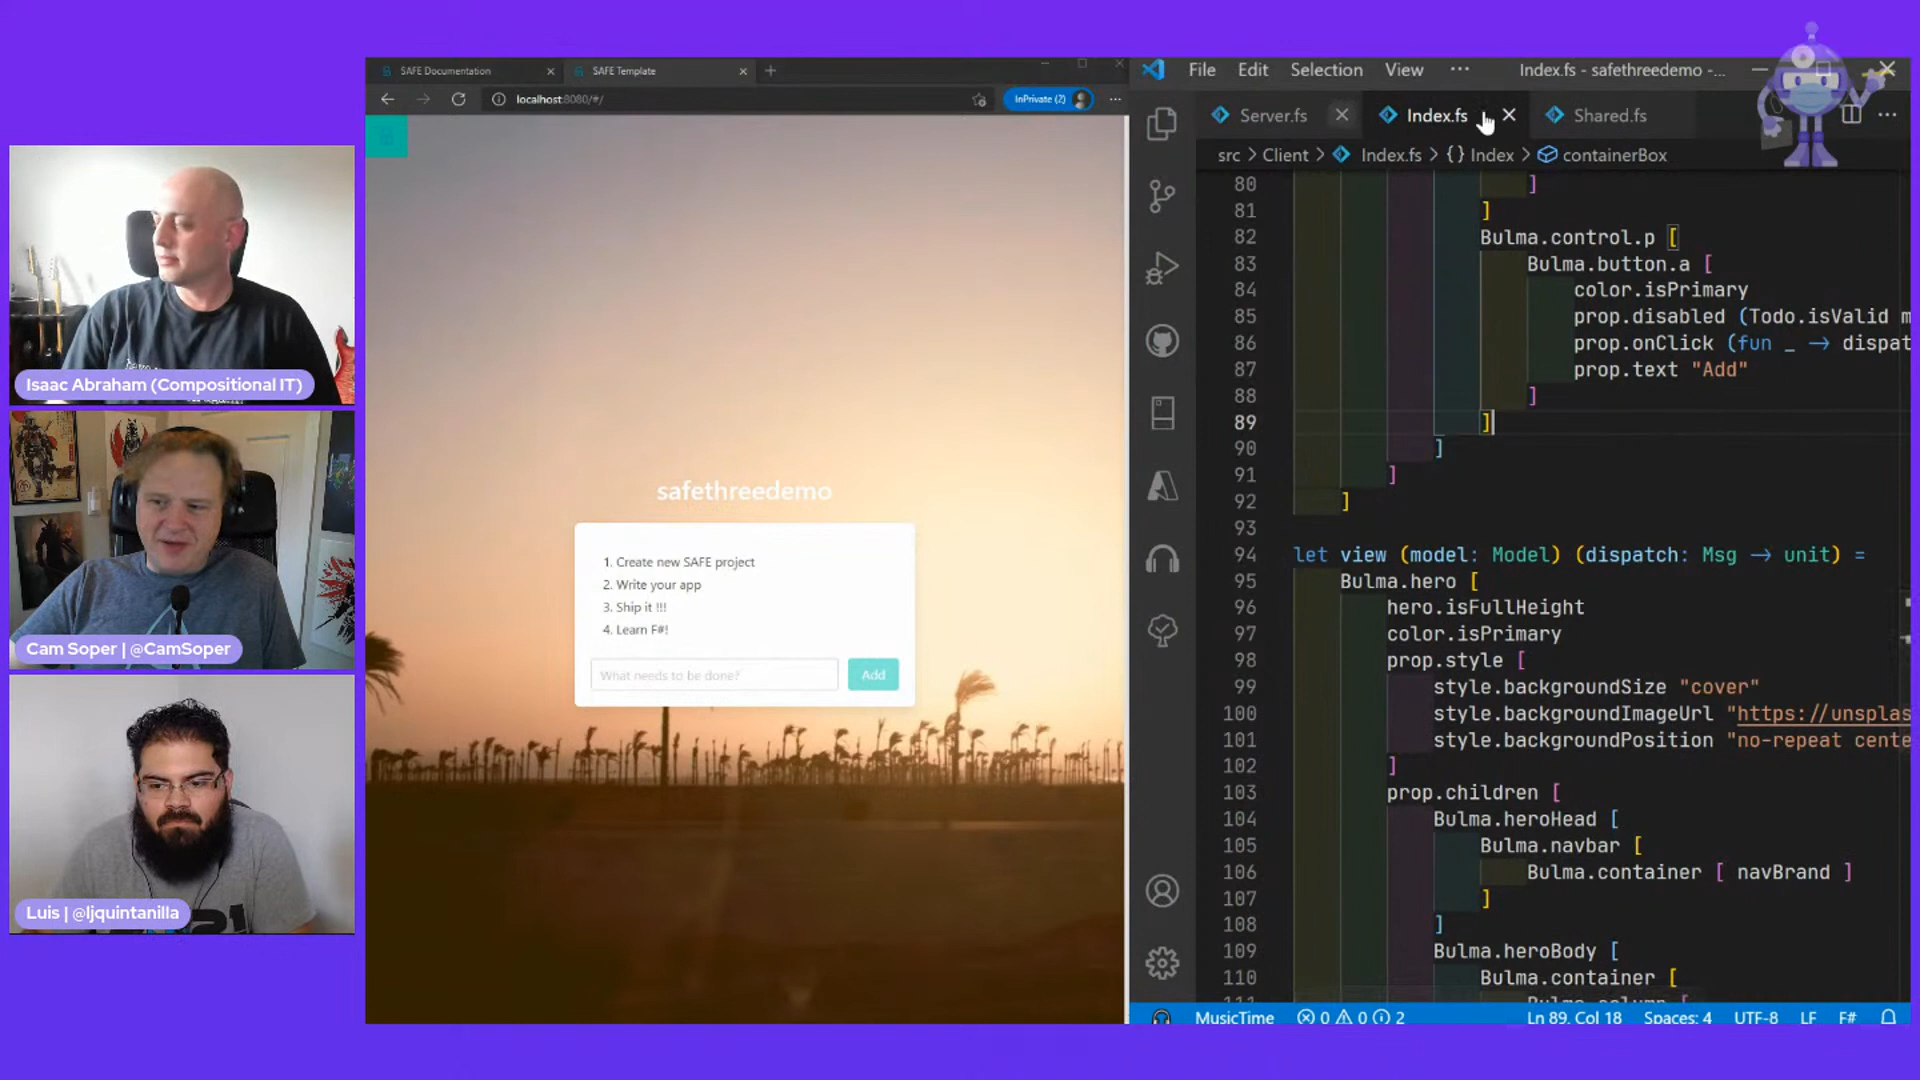 Isaac Abraham (Compositional IT)
Cam Soper | @CamSoper
Luis | @ljquintanilla
SAFE Documentation
SAFE Template
localhost:8080/#/
InPrivate (2)
safethreedemo
1. Create new SAFE project
2. Write your app
3. Ship it !!!
4. Learn F#!
What needs to be done?
Add
File Edit Selection View ··· Index.fs - safethreedemo - ...
Server.fs Index.fs Shared.fs
src > Client > Index.fs > {} Index > containerBox
80 ]
81 ]
82 Bulma.control.p [
83 Bulma.button.a [
84 color.isPrimary
85 prop.disabled (Todo.isValid m
86 prop.onClick (fun _ -> dispat
87 prop.text "Add"
88 ]
89 ]
90 ]
91 ]
92 ]
93
94 let view (model: Model) (dispatch: Msg -> unit) =
95 Bulma.hero [
96 hero.isFullHeight
97 color.isPrimary
98 prop.style [
99 style.backgroundSize "cover"
100 style.backgroundImageUrl "https://unsplas
101 style.backgroundPosition "no-repeat cente
102 ]
103 prop.children [
104 Bulma.heroHead [
105 Bulma.navbar [
106 Bulma.container [ navBrand ]
107 ]
108 ]
109 Bulma.heroBody [
110 Bulma.container [
111 Bulma.column [
MusicTime 0 0 2 Ln 89, Col 18 Spaces: 4 UTF-8 LF F#